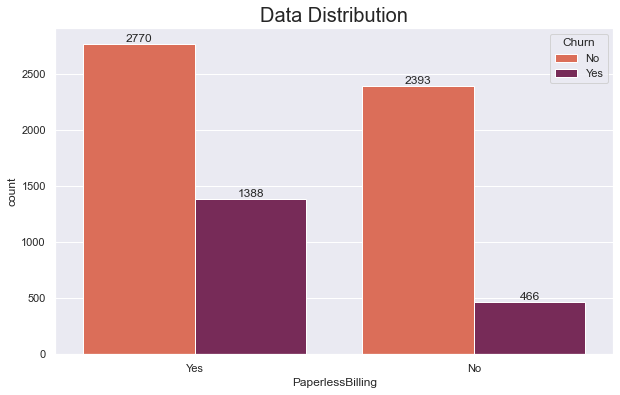 Data Distribution
2770
2393
1388
466
Churn
No
Yes
2500
2000
1500
1000
500
0
count
Yes
No
PaperlessBilling